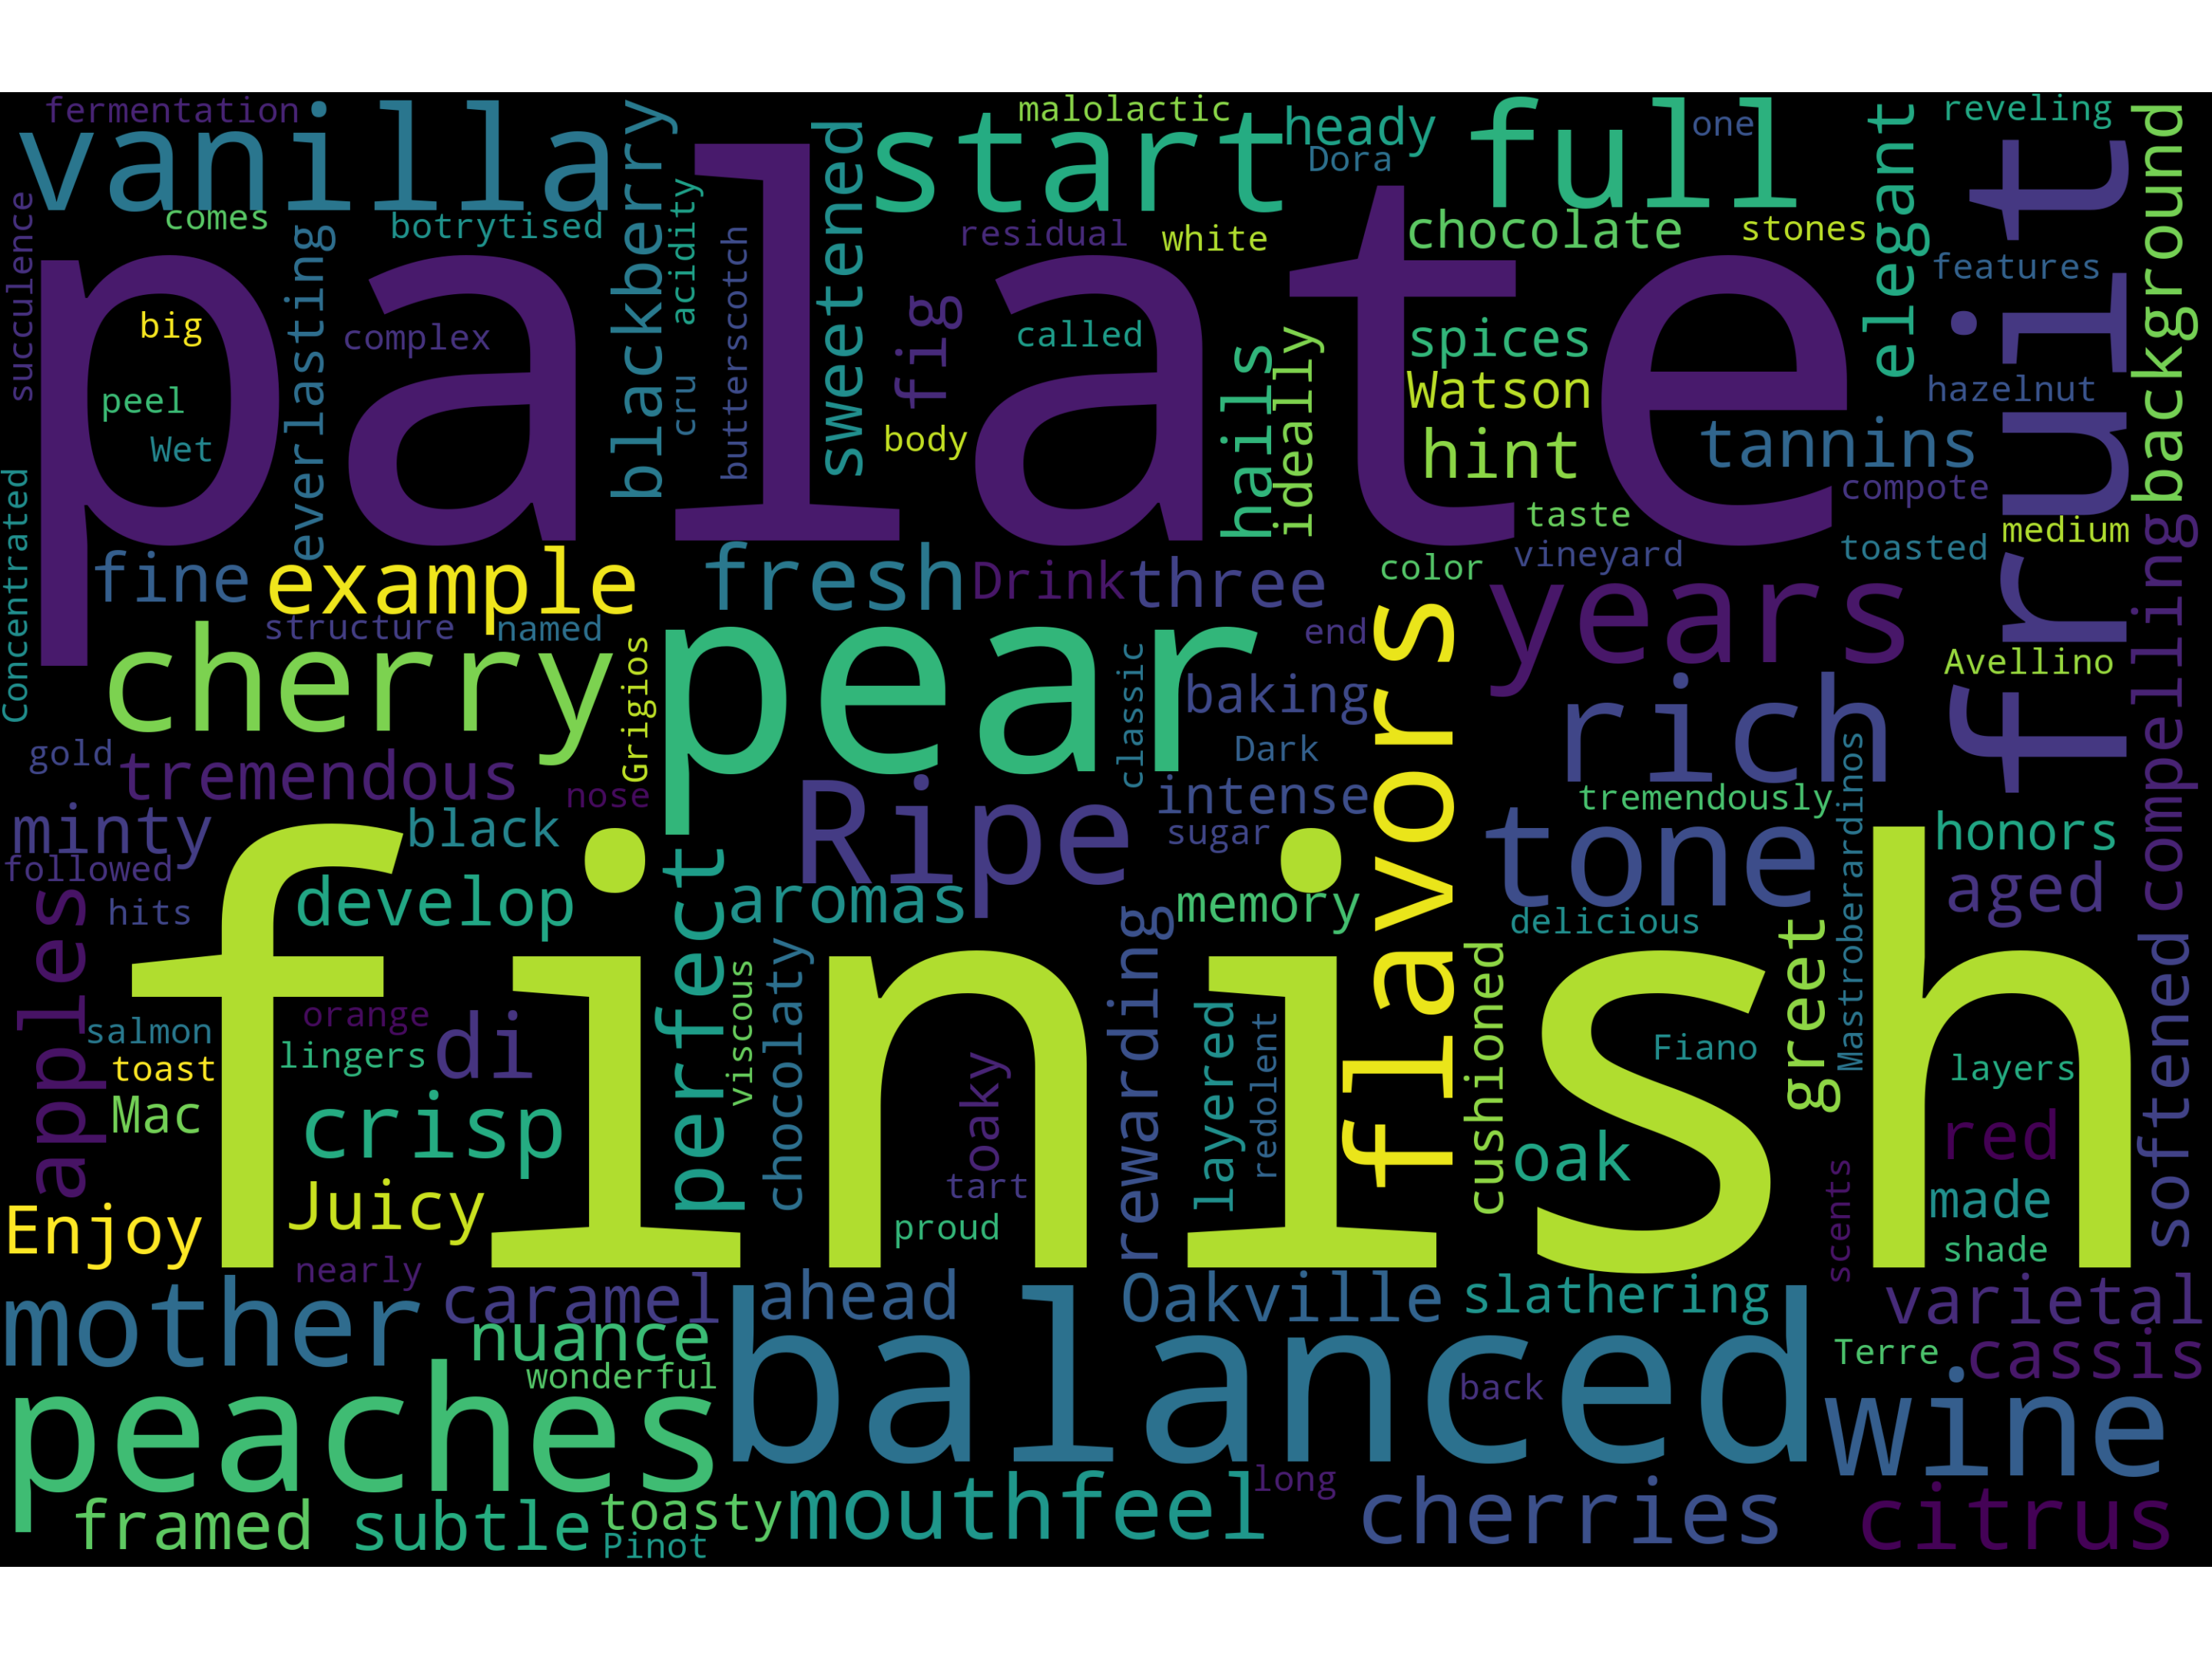 fermentation
vanilla
blackberry
sweetened
start
malolactic
heady
Dora
full
one
elegant
reveling
fruit
background
succulence
comes
botrytised
acidity
residual
white
chocolate
stones
features
palate
everlasting
butterscotch
fig
called
hails
ideally
spices
big
complex
peel
cru
Watson
hazelnut
Wet
body
hint
tannins
Concentrated
compote
taste
medium
compelling
fine
example
fresh
Drink
three
color
vineyard
toasted
years
structure
named
Grigios
pear
classic
end
flavors
cherry
baking
rich
Avellino
gold
tremendous
nose
Ripe
Dark
intense
tremendously
Mastroberardinos
minty
black
sugar
tone
honors
followed
apples
hits
develop
perfect
aromas
memory
delicious
aged
finish
chocolaty
rewarding
cushioned
greet
softened
salmon
orange
di
viscous
layered
redolent
Fiano
toast
lingers
oaky
layers
Mac
crisp
oak
red
Enjoy
Juicy
tart
proud
scents
made
shade
mother
nearly
caramel
ahead
Oakville
slathering
varietal
nuance
balanced
Terre
cassis
peaches
wonderful
back
wine
framed
subtle
toasty
Pinot
mouthfeel
long
cherries
citrus